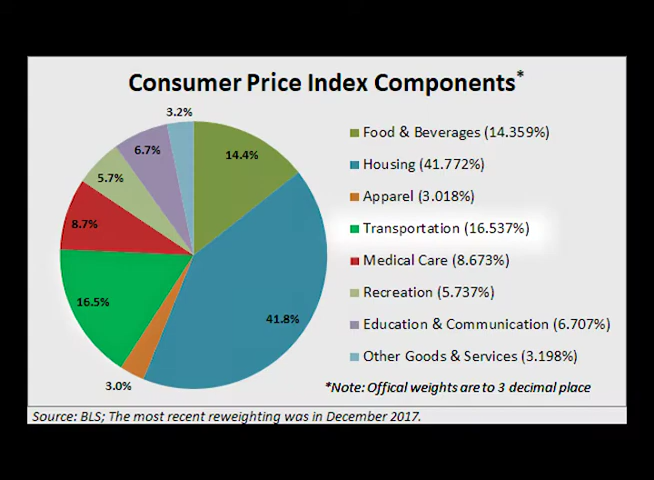 Consumer Price Index Components*
3.2%
6.7%
14.4%
5.7%
8.7%
16.5%
41.8%
3.0%
Food & Beverages (14.359%)
Housing (41.772%)
Apparel (3.018%)
Transportation (16.537%)
Medical Care (8.673%)
Recreation (5.737%)
Education & Communication (6.707%)
Other Goods & Services (3.198%)
*Note: Offical weights are to 3 decimal place
Source: BLS; The most recent reweighting was in December 2017.